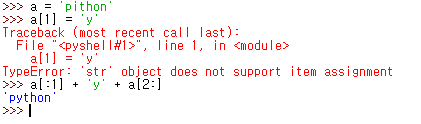 >>> a = 'pithon'
>>> a[1] = 'y'
Traceback (most recent call last):
  File "<pyshell#1>", line 1, in <module>
    a[1] = 'y'
TypeError: 'str' object does not support item assignment
>>> a[:1] + 'y' + a[2:]
'python'
>>>